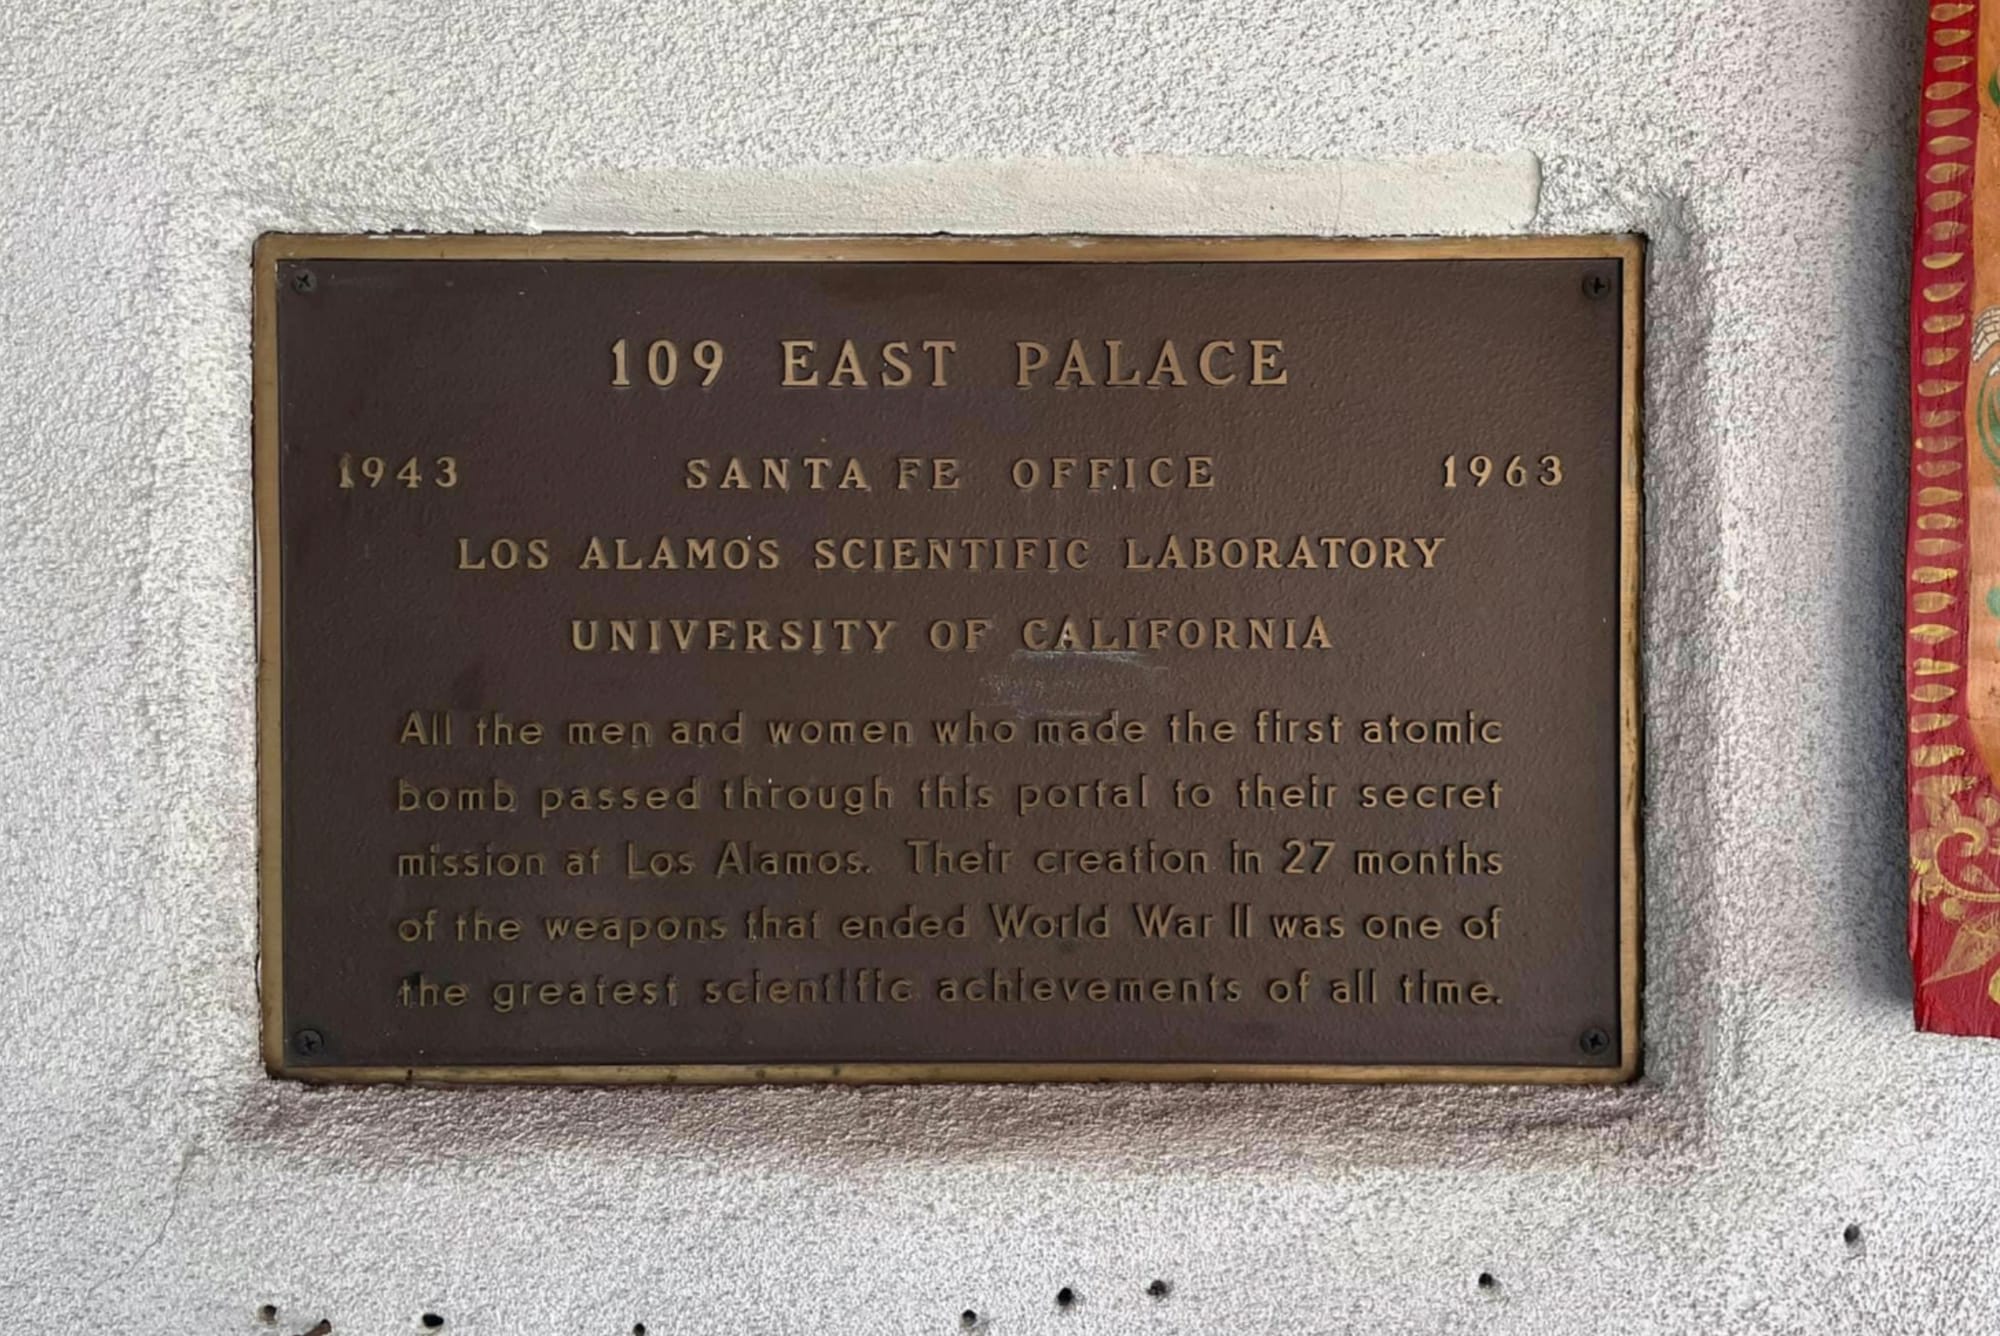 109 EAST PALACE
1943 SANTA FE OFFICE 1963
LOS ALAMOS SCIENTIFIC LABORATORY
UNIVERSITY OF CALIFORNIA
All the men and women who made the first atomic
bomb passed through this portal to their secret
mission at Los Alamos. Their creation in 27 months
of the weapons that ended World War II was one of
the greatest scientific achievements of all time.